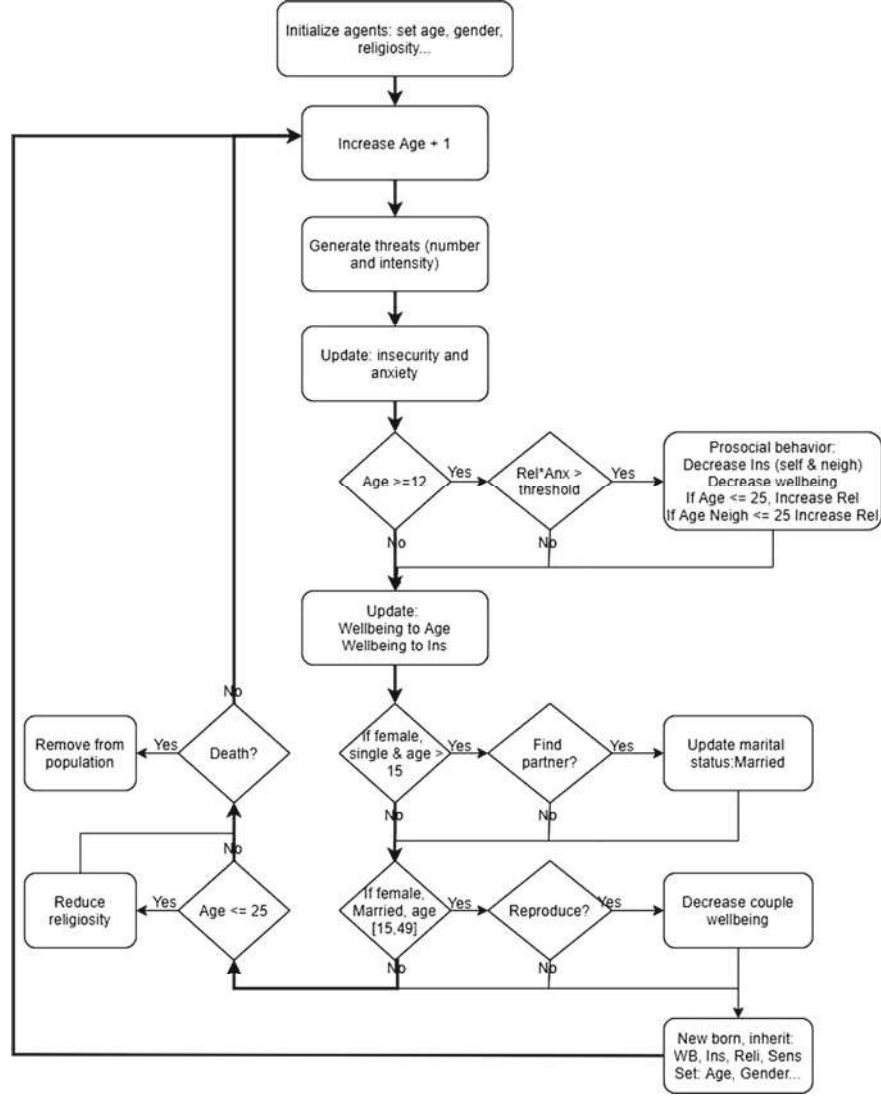 Initialize agents: set age, gender,
religiosity...
Increase Age + 1
Generate threats (number
and intensity)
Update: insecurity and
anxiety
Age >=12
Yes
No
Rel*Anx >
threshold
Yes
No
Prosocial behavior:
Decrease Ins (self & neigh)
Decrease wellbeing
If Age <= 25, Increase Rel
If Age Neigh <= 25 Increase Rel
Update:
Wellbeing to Age
Wellbeing to Ins
If female,
single & age >
15
Yes
No
Find
partner?
Yes
No
Update marital
status:Married
If female,
Married, age
[15,49]
Yes
No
Reproduce?
Yes
No
Decrease couple
wellbeing
New born, inherit:
WB, Ins, Reli, Sens
Set: Age, Gender...
Age <= 25
Yes
No
Reduce
religiosity
Death?
Yes
No
Remove from
population